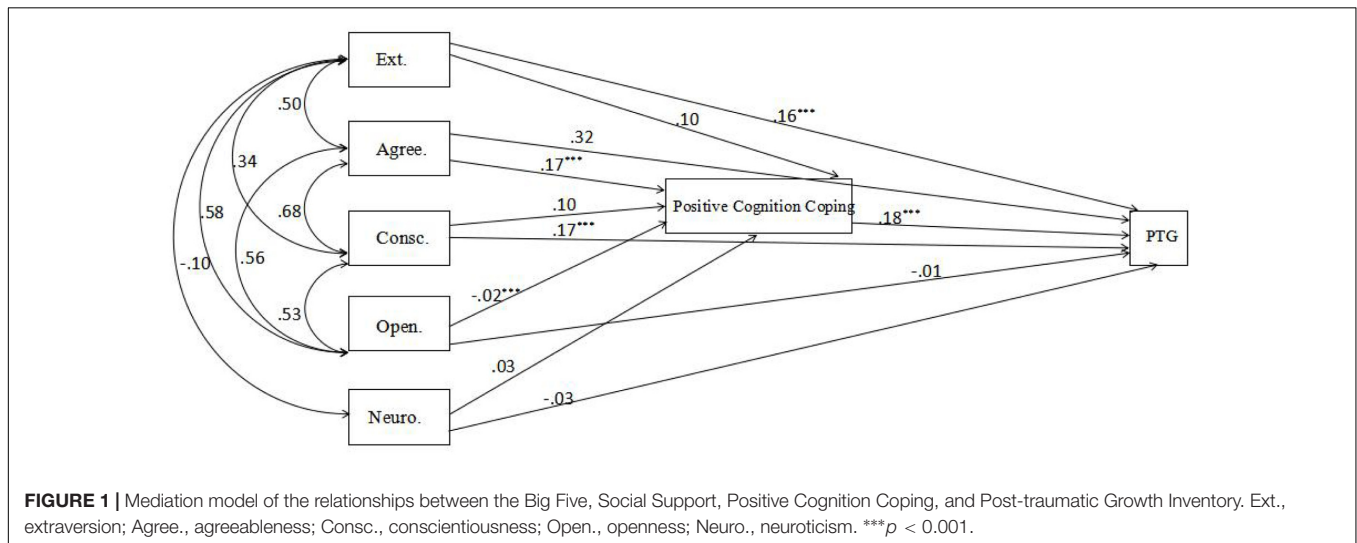 Ext.
.50
.16***
.10
Agree.
.32
.34
.17***
Positive Cognition Coping
.58
.68
.10
.18***
Consc.
.17***
PTG
-.10
.56
-.01
-.02***
.53
Open.
.03
-.03
Neuro.
FIGURE 1 | Mediation model of the relationships between the Big Five, Social Support, Positive Cognition Coping, and Post-traumatic Growth Inventory. Ext.,
extraversion; Agree., agreeableness; Consc., conscientiousness; Open., openness; Neuro., neuroticism. ***p < 0.001.